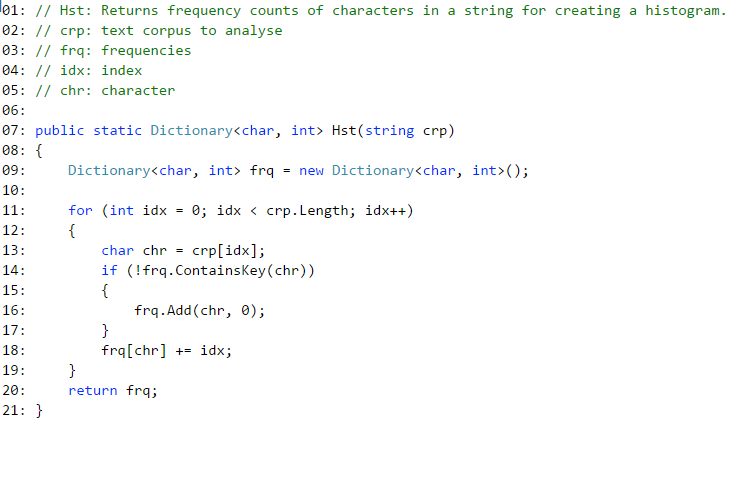 01: // Hst: Returns frequency counts of characters in a string for creating a histogram.
02: // crp: text corpus to analyse
03: // frq: frequencies
04: // idx: index
05: // chr: character
06:
07: public static Dictionary<char, int> Hst(string crp)
08: {
09:     Dictionary<char, int> frq = new Dictionary<char, int>();
10:
11:     for (int idx = 0; idx < crp.Length; idx++)
12:     {
13:         char chr = crp[idx];
14:         if (!frq.ContainsKey(chr))
15:         {
16:             frq.Add(chr, 0);
17:         }
18:         frq[chr] += idx;
19:     }
20:     return frq;
21: }